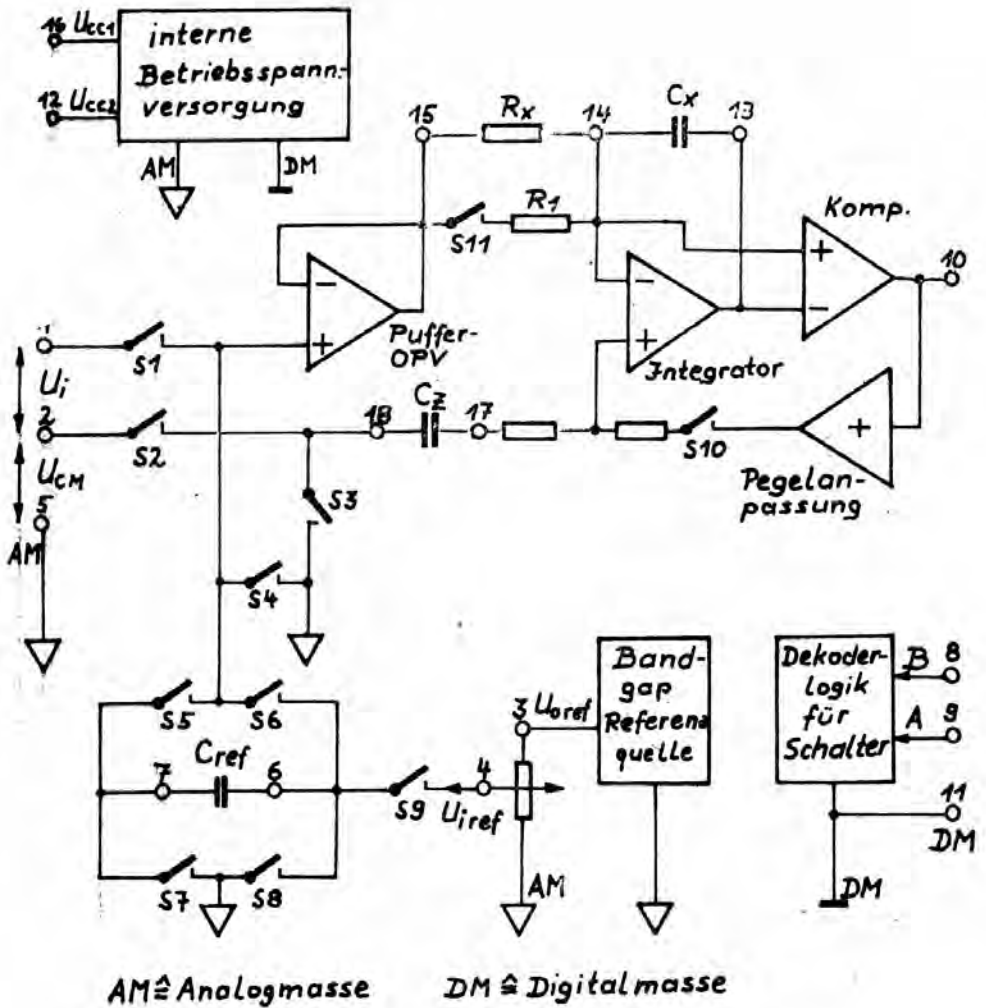 16 Ucc1
interne
Betriebsspann-
versorgung
12 Ucc2
AM
DM
15
Rx
14
Cx
13
S11
R1
Komp.
+
−
10
−
+
Puffer-
OPV
−
+
Integrator
1
S1
Ui
2
S2
18
Cz
17
S10
+
Pegelan-
passung
UCM
5
AM
S3
S4
S5
S6
7
Cref
6
S9
4
Uiref
S7
S8
3
Uoref
AM
Band-
gap
Referenz
quelle
Dekoder-
logik
für
Schalter
B
8
A
9
11
DM
DM
AM≙Analogmasse
DM ≙ Digitalmasse